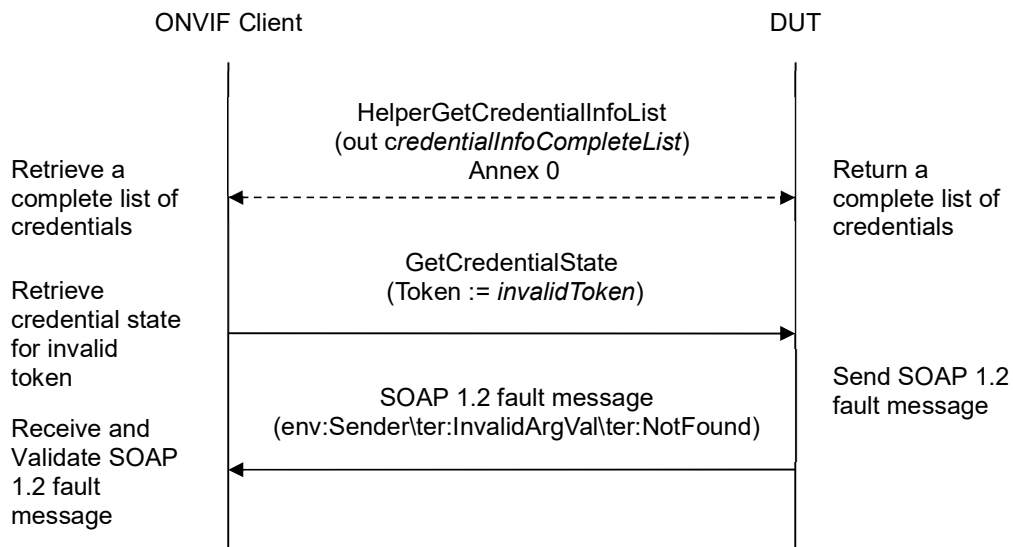 ONVIF Client
DUT
HelperGetCredentialInfoList
(out credentialInfoCompleteList)
Annex 0
Retrieve a
complete list of
credentials
Return a
complete list of
credentials
GetCredentialState
(Token := invalidToken)
Retrieve
credential state
for invalid
token
SOAP 1.2 fault message
(env:Sender\ter:InvalidArgVal\ter:NotFound)
Send SOAP 1.2
fault message
Receive and
Validate SOAP
1.2 fault
message